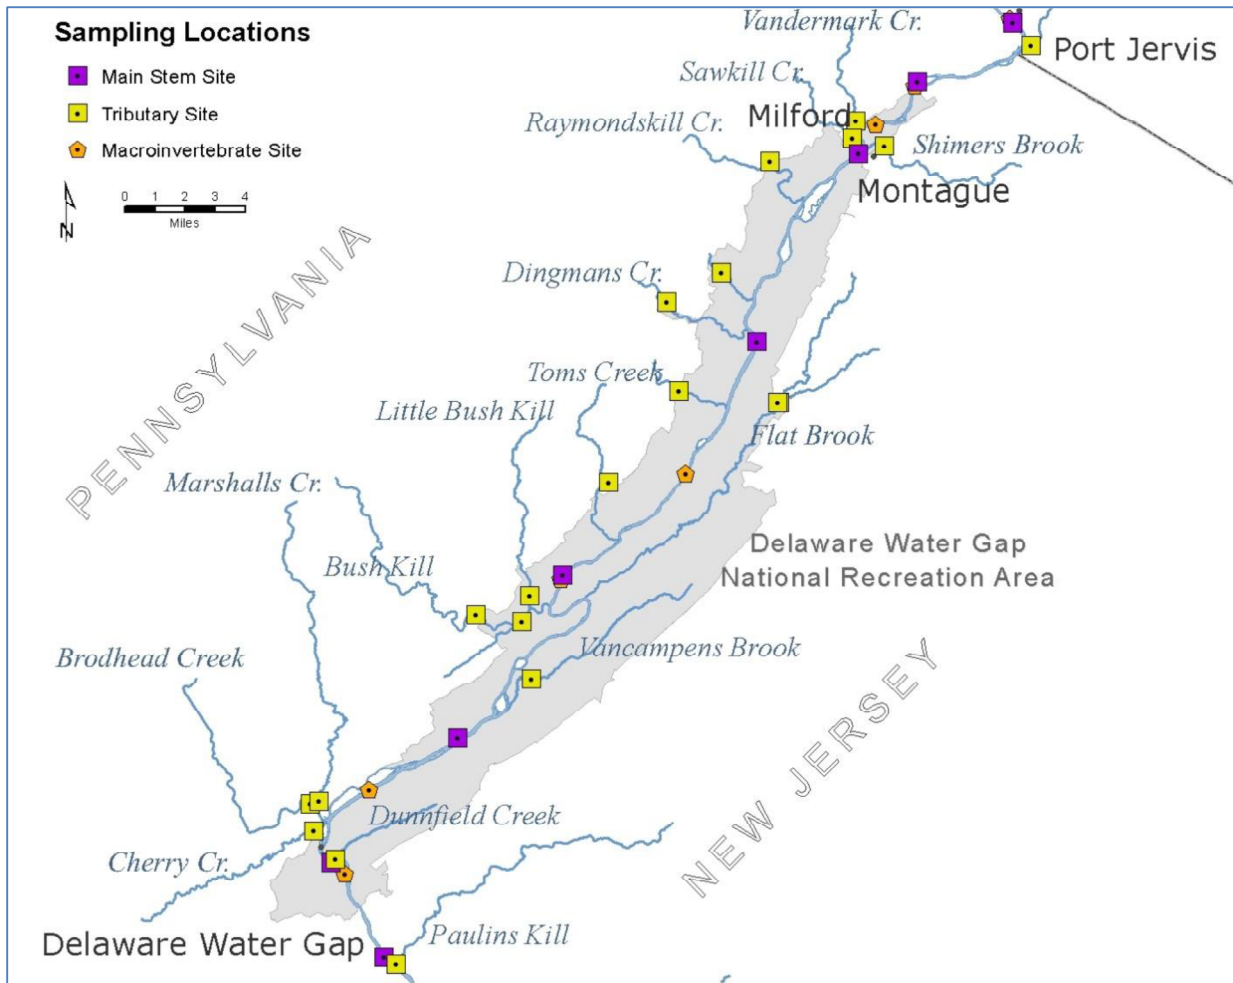 Sampling Locations
Main Stem Site
Tributary Site
Macroinvertebrate Site
N
0 1 2 3 4
Miles
Vandermark Cr.
Port Jervis
Sawkill Cr.
Milford
Raymondskill Cr.
Shimers Brook
Montague
PENNSYLVANIA
Dingmans Cr.
Toms Creek
Little Bush Kill
Flat Brook
Marshalls Cr.
Delaware Water Gap
National Recreation Area
Bush Kill
Vancampens Brook
Brodhead Creek
NEW JERSEY
Dunnfield Creek
Cherry Cr.
Delaware Water Gap
Paulins Kill